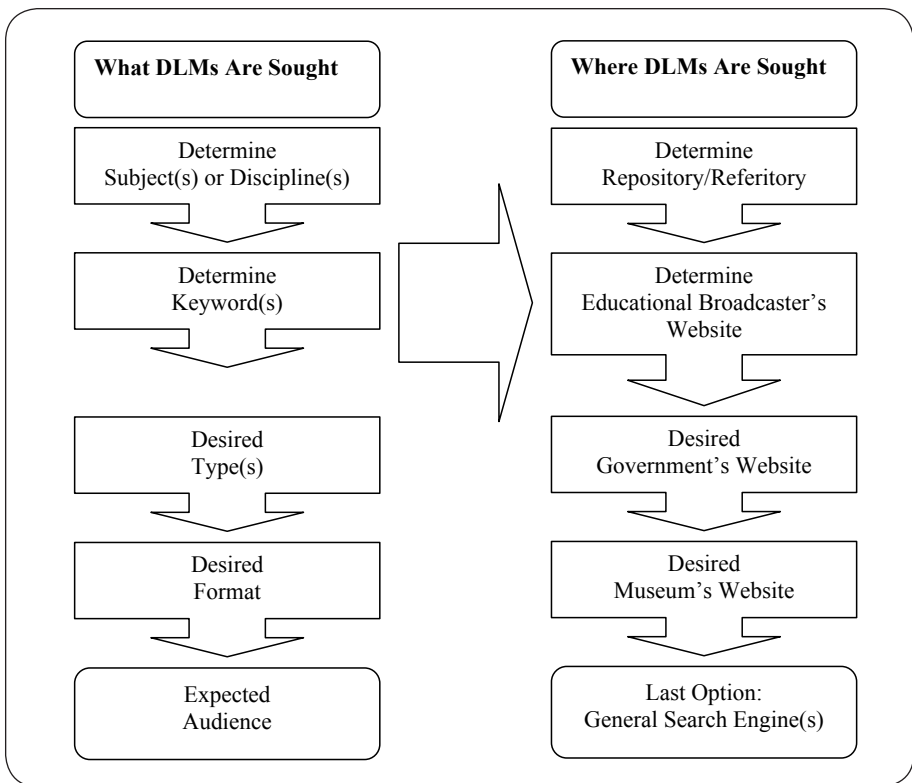 What DLMs Are Sought
Determine
Subject(s) or Discipline(s)
Determine
Keyword(s)
Desired
Type(s)
Desired
Format
Expected
Audience
Where DLMs Are Sought
Determine
Repository/Referitory
Determine
Educational Broadcaster’s
Website
Desired
Government’s Website
Desired
Museum’s Website
Last Option:
General Search Engine(s)